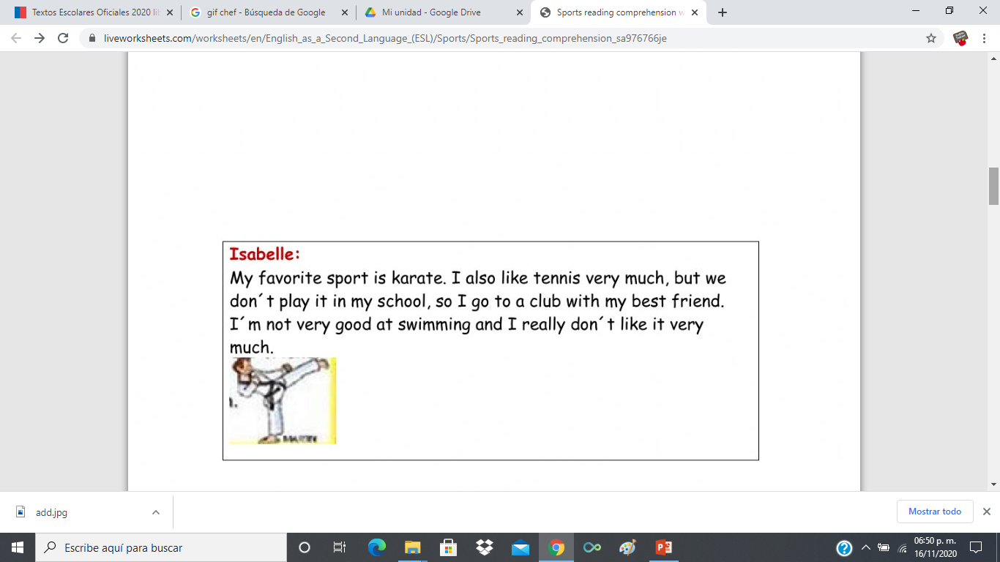 Textos Escolares Oficiales 2020 li
gif chef - Búsqueda de Google
Mi unidad - Google Drive
Sports reading comprehension w
liveworksheets.com/worksheets/en/English_as_a_Second_Language_(ESL)/Sports/Sports_reading_comprehension_sa976766je
Isabelle:
My favorite sport is karate. I also like tennis very much, but we
don´t play it in my school, so I go to a club with my best friend.
I´m not very good at swimming and I really don´t like it very
much.
add.jpg
Mostrar todo
Escribe aquí para buscar
06:50 p. m.
16/11/2020